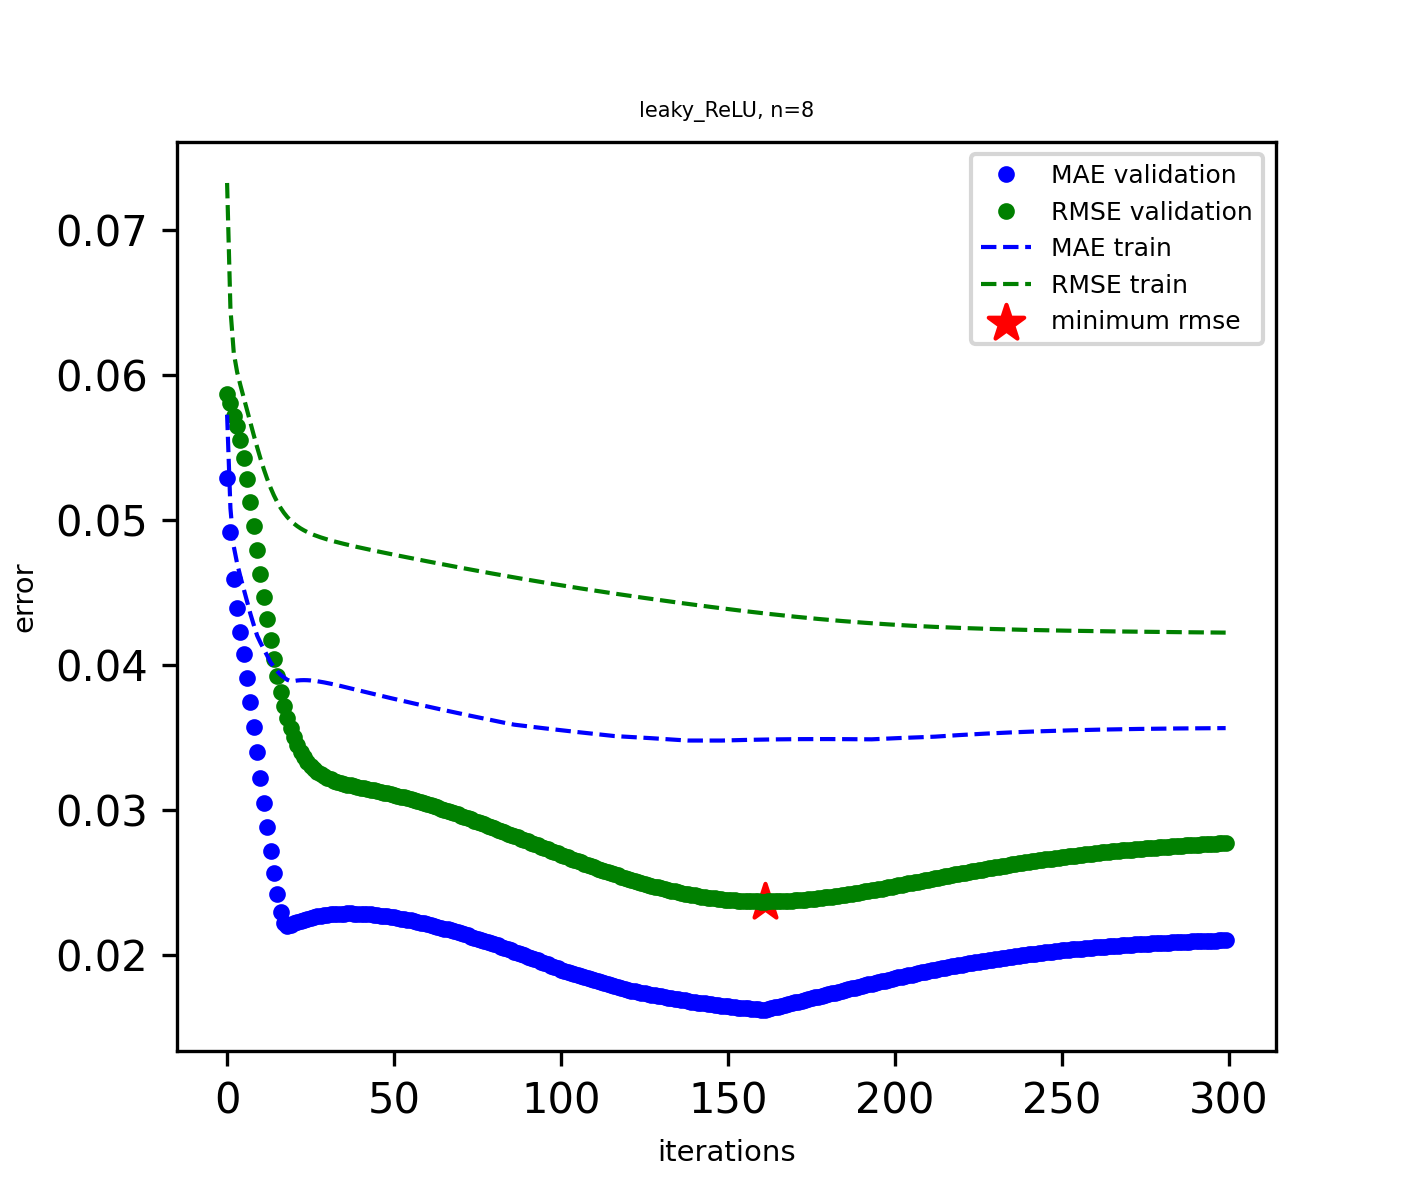 leaky_ReLU, n=8
MAE validation
RMSE validation
MAE train
RMSE train
minimum rmse
0.07
0.06
0.05
0.04
0.03
0.02
error
0 50 100 150 200 250 300
iterations